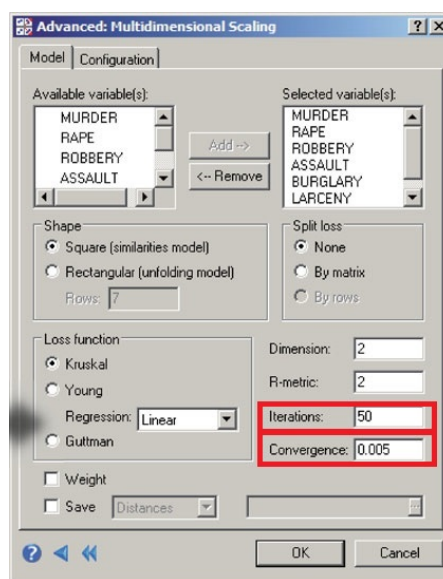 Advanced: Multidimensional Scaling
Model
Configuration
Available variable(s):
MURDER
RAPE
ROBBERY
ASSAULT
Add -->
<-- Remove
Selected variable(s):
MURDER
RAPE
ROBBERY
ASSAULT
BURGLARY
LARCENY
Shape
Square (similarities model)
Rectangular (unfolding model)
Rows: 7
Split loss
None
By matrix
By rows
Loss function
Kruskal
Young
Regression: Linear
Guttman
Dimension: 2
R-metric: 2
Iterations: 50
Convergence: 0.005
Weight
Save Distances
OK
Cancel